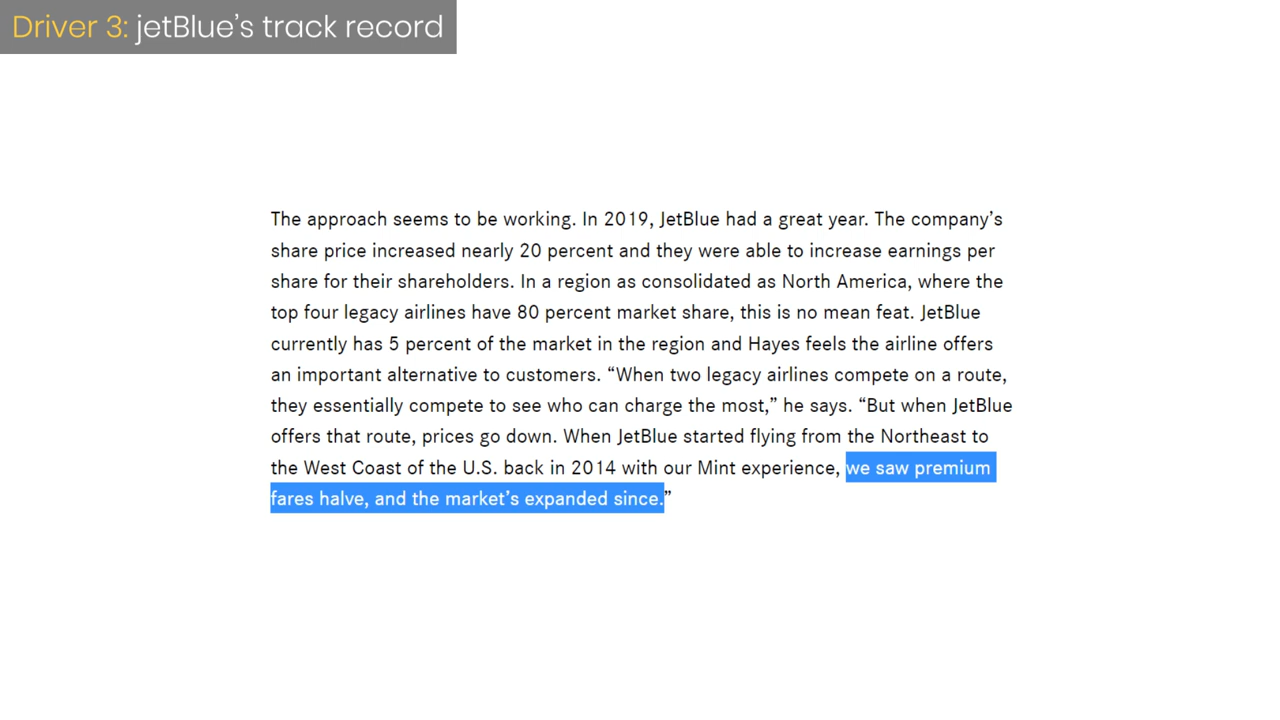 Driver 3: jetBlue’s track record
The approach seems to be working. In 2019, JetBlue had a great year. The company’s
share price increased nearly 20 percent and they were able to increase earnings per
share for their shareholders. In a region as consolidated as North America, where the
top four legacy airlines have 80 percent market share, this is no mean feat. JetBlue
currently has 5 percent of the market in the region and Hayes feels the airline offers
an important alternative to customers. “When two legacy airlines compete on a route,
they essentially compete to see who can charge the most,” he says. “But when JetBlue
offers that route, prices go down. When JetBlue started flying from the Northeast to
the West Coast of the U.S. back in 2014 with our Mint experience, we saw premium
fares halve, and the market’s expanded since.”